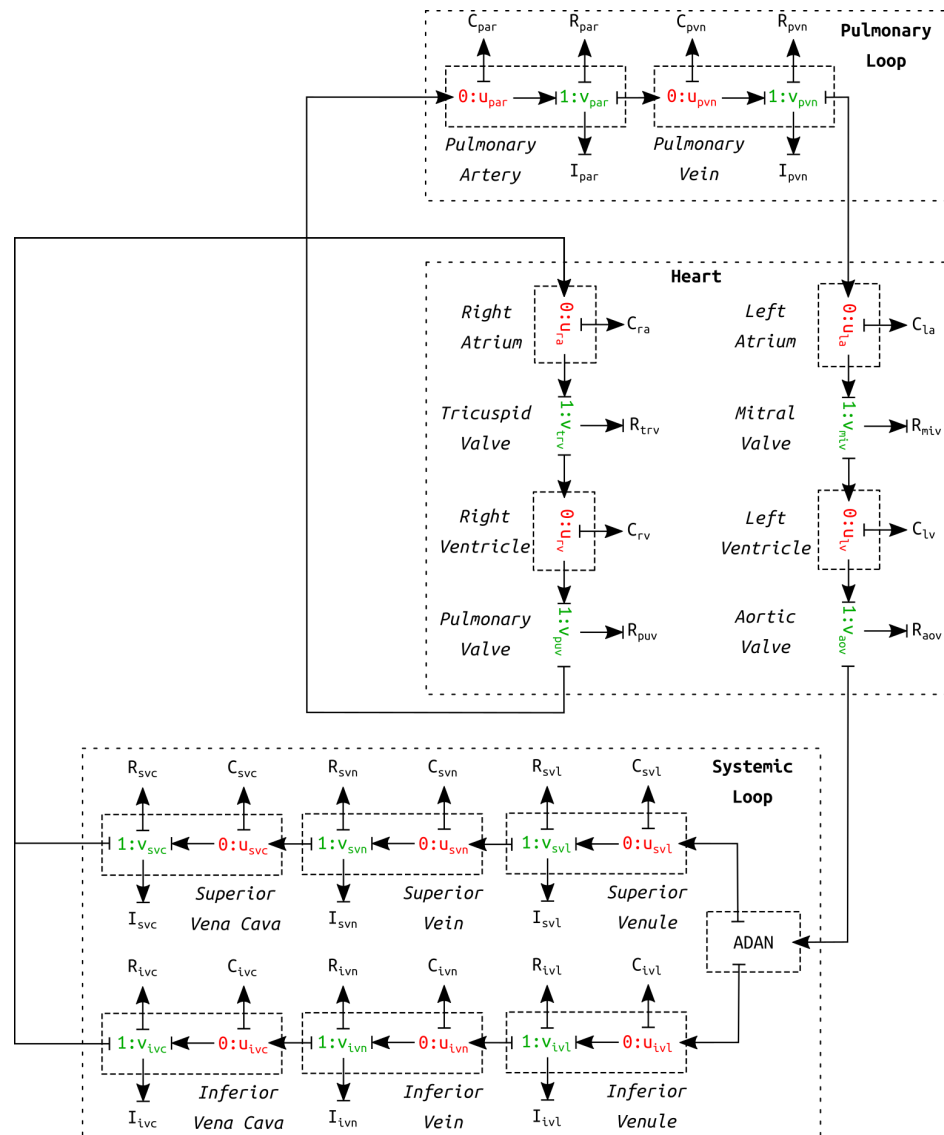 C_par R_par C_pvn R_pvn Pulmonary
Loop
0:u_par 1:v_par 0:u_pvn 1:v_pvn
Pulmonary Pulmonary
Artery I_par Vein I_pvn
Heart
Right 0:u_ra C_ra Left 0:u_la C_la
Atrium Atrium
Tricuspid 1:v_trv R_trv Mitral 1:v_miv R_miv
Valve Valve
Right 0:u_rv C_rv Left 0:u_lv C_lv
Ventricle Ventricle
Pulmonary 1:v_puv R_puv Aortic 1:v_aov R_aov
Valve Valve
R_svc C_svc R_svn C_svn R_svl C_svl Systemic
Loop
1:v_svc 0:u_svc 1:v_svn 0:u_svn 1:v_svl 0:u_svl
Superior Superior Superior
I_svc Vena Cava I_svn Vein I_svl Venule
ADAN
R_ivc C_ivc R_ivn C_ivn R_ivl C_ivl
1:v_ivc 0:u_ivc 1:v_ivn 0:u_ivn 1:v_ivl 0:u_ivl
Inferior Inferior Inferior
I_ivc Vena Cava I_ivn Vein I_ivl Venule